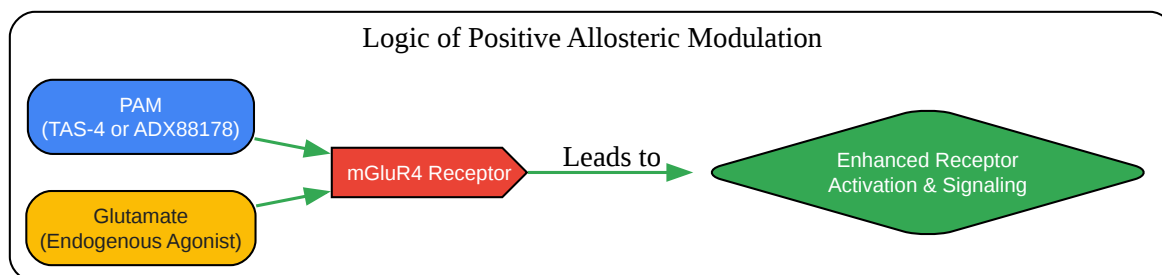 Logic of Positive Allosteric Modulation
PAM
(TAS-4 or ADX88178)
Glutamate
(Endogenous Agonist)
mGluR4 Receptor
Leads to
Enhanced Receptor
Activation & Signaling